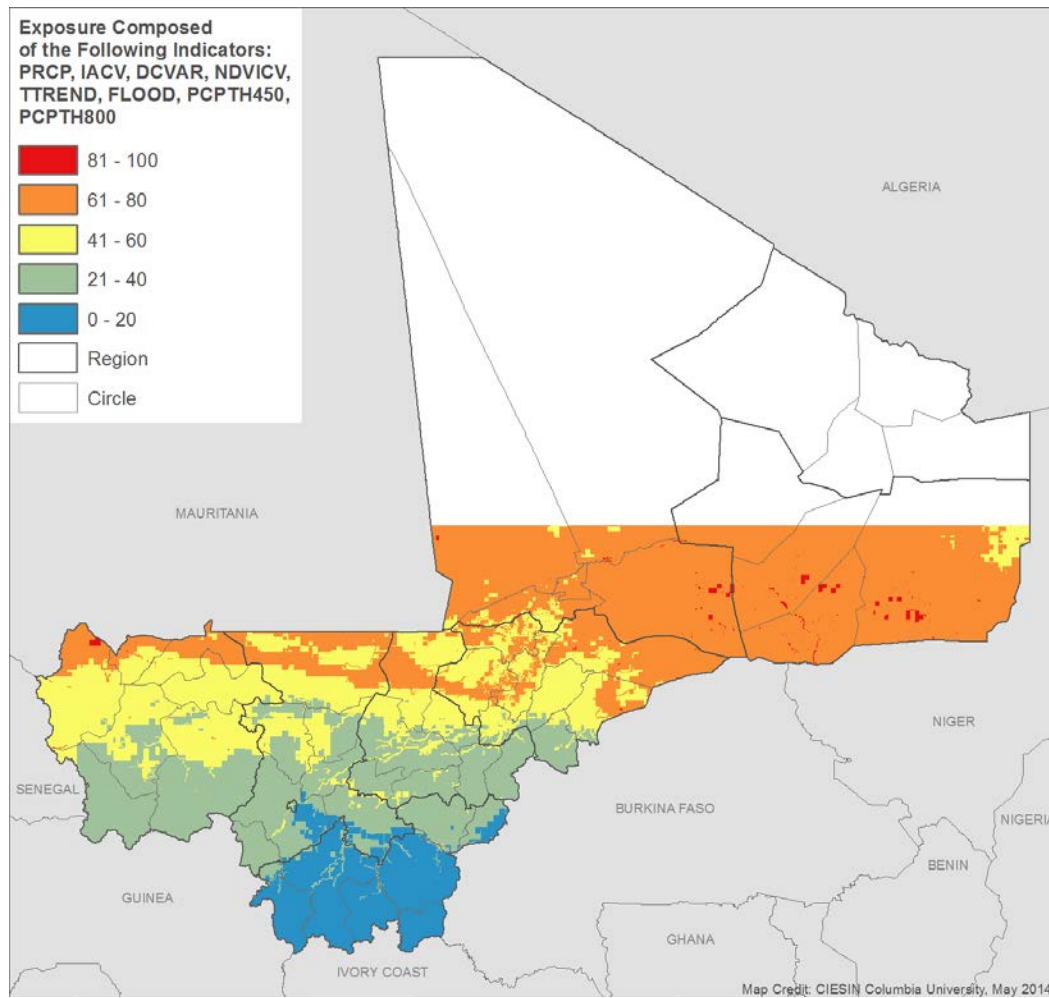 Exposure Composed
of the Following Indicators:
PRCP, IACV, DCVAR, NDVICV,
TTREND, FLOOD, PCPTH450,
PCPTH800
81 - 100
61 - 80
41 - 60
21 - 40
0 - 20
Region
Circle
ALGERIA
MAURITANIA
NIGER
SENEGAL
BURKINA FASO
NIGERIA
BENIN
GUINEA
GHANA
IVORY COAST
Map Credit: CIESIN Columbia University, May 2014